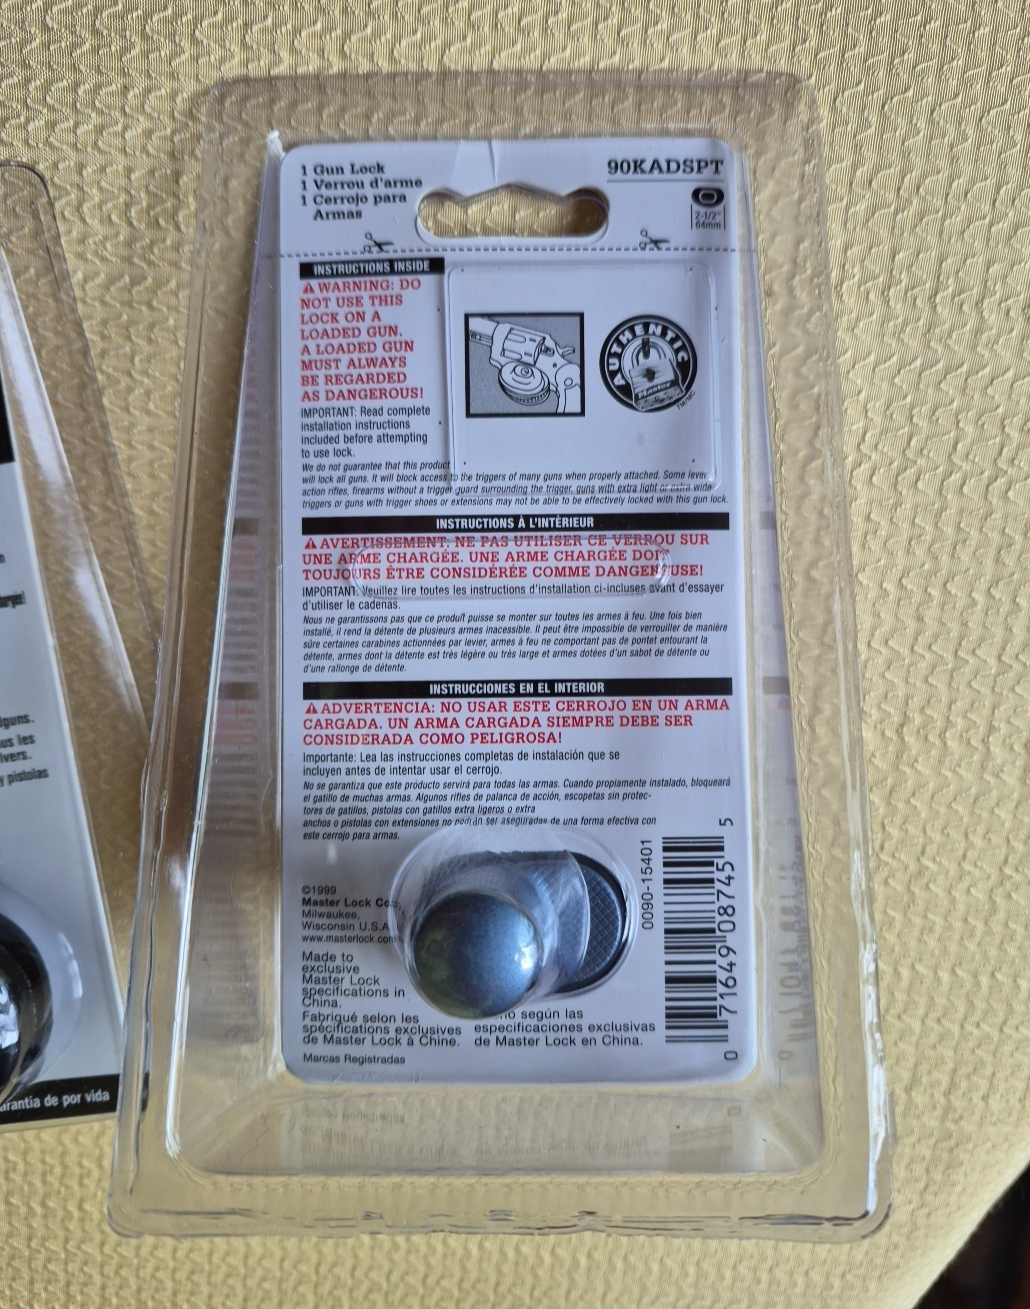 1 Gun Lock
1 Verrou d'arme
1 Cerrojo para
Armas
90KADSPT
2-1/2"
64mm
INSTRUCTIONS INSIDE
WARNING: DO
NOT USE THIS
LOCK ON A
LOADED GUN.
A LOADED GUN
MUST ALWAYS
BE REGARDED
AS DANGEROUS!
IMPORTANT: Read complete
installation instructions
included before attempting
to use lock.
AUTHENTIC
Master
TM/MC
We do not guarantee that this product
will lock all guns. It will block access to the triggers of many guns when properly attached. Some lever
action rifles, firearms without a trigger guard surrounding the trigger, guns with extra light or extra wide
triggers or guns with trigger shoes or extensions may not be able to be effectively locked with this gun lock.
INSTRUCTIONS À L'INTÈRIEUR
AVERTISSEMENT: NE PAS UTILISER CE VERROU SUR
UNE ARME CHARGÉE. UNE ARME CHARGÉE DOIT
TOUJOURS ÊTRE CONSIDÉRÉE COMME DANGEREUSE!
IMPORTANT: Veuillez lire toutes les instructions d'installation ci-incluses avant d'essayer
d'utiliser le cadenas.
Nous ne garantissons pas que ce produit puisse se monter sur toutes les armes à feu. Une fois bien
installé, il rend la détente de plusieurs armes inacessible. Il peut être impossible de verrouiller de manière
sûre certaines carabines actionnées par levier, armes à feu ne comportant pas de pontet entourant la
détente, armes dont la détente est très légère ou très large et armes dotées d'un sabot de détente ou
d'une rallonge de détente.
INSTRUCCIONES EN EL INTERIOR
ADVERTENCIA: NO USAR ESTE CERROJO EN UN ARMA
CARGADA. UN ARMA CARGADA SIEMPRE DEBE SER
CONSIDERADA COMO PELIGROSA!
Importante: Lea las instrucciones completas de instalación que se
incluyen antes de intentar usar el cerrojo.
No se garantiza que este producto servirá para todas las armas. Cuando propiamente instalado, bloqueará
el gatillo de muchas armas. Algunos rifles de palanca de acción, escopetas sin protec-
tores de gatillos, pistolas con gatillos extra ligeros o extra
anchos o pistolas con extensiones no podrán ser aseguradas de una forma efectiva con
este cerrojo para armas.
©1999
Master Lock Co
Milwaukee,
Wisconsin U.S.A
www.masterlock.com
Made to
exclusive
Master Lock
specifications in
China.
Fabriqué selon les
spécifications exclusives
de Master Lock à Chine.
según las
especificaciones exclusivas
de Master Lock en China.
Marcas Registradas
0090-15401
0 71649 08745 5
lguns.
us les
lvers.
y pistolas
arantía de por vida